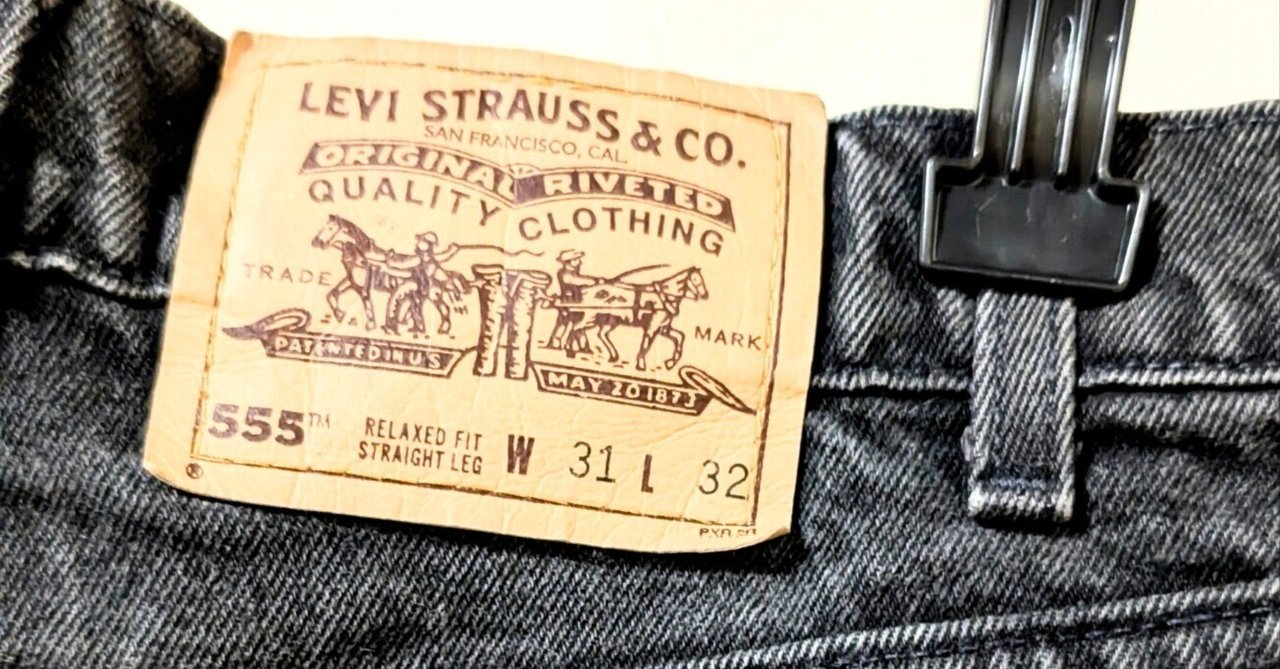 LEVI STRAUSS & CO.
SAN FRANCISCO, CAL.
ORIGINAL RIVETED
QUALITY CLOTHING
TRADE MARK
PATENTED IN U S MAY 20 1873
555™ RELAXED FIT
STRAIGHT LEG W 31 L 32
®